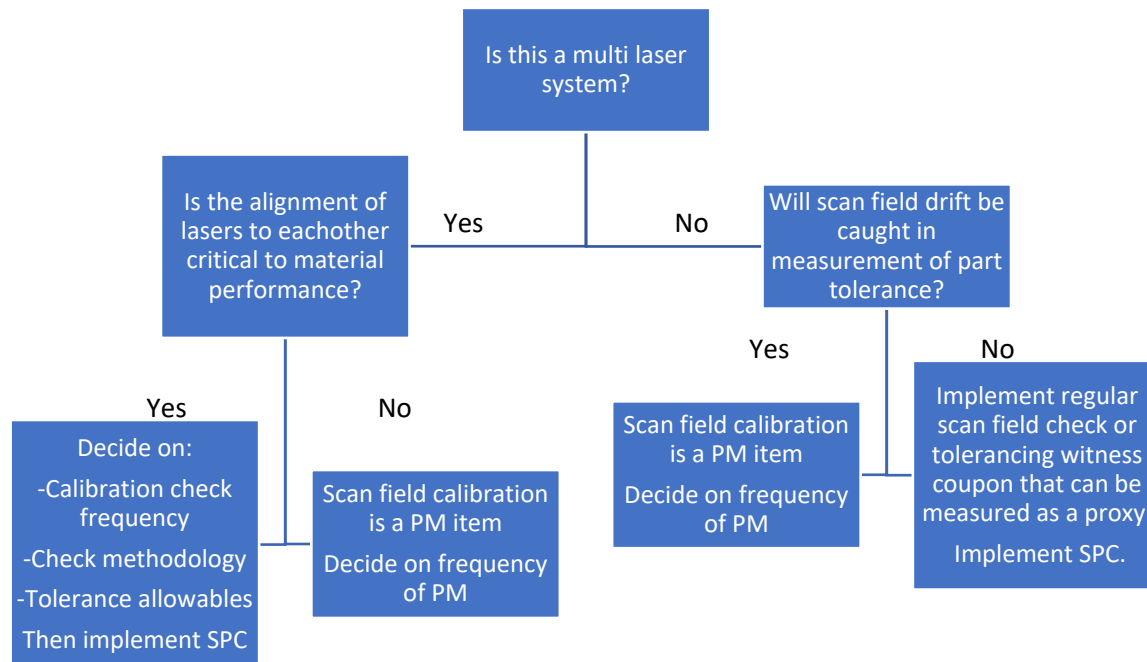 Is this a multi laser
system?
Is the alignment of
lasers to eachother
critical to material
performance?
Yes
No
Will scan field drift be
caught in
measurement of part
tolerance?
Yes
No
Decide on:
-Calibration check
frequency
-Check methodology
-Tolerance allowables
Then implement SPC
Scan field calibration
is a PM item
Decide on frequency
of PM
Yes
No
Scan field calibration
is a PM item
Decide on frequency
of PM
Implement regular
scan field check or
tolerancing witness
coupon that can be
measured as a proxy
Implement SPC.